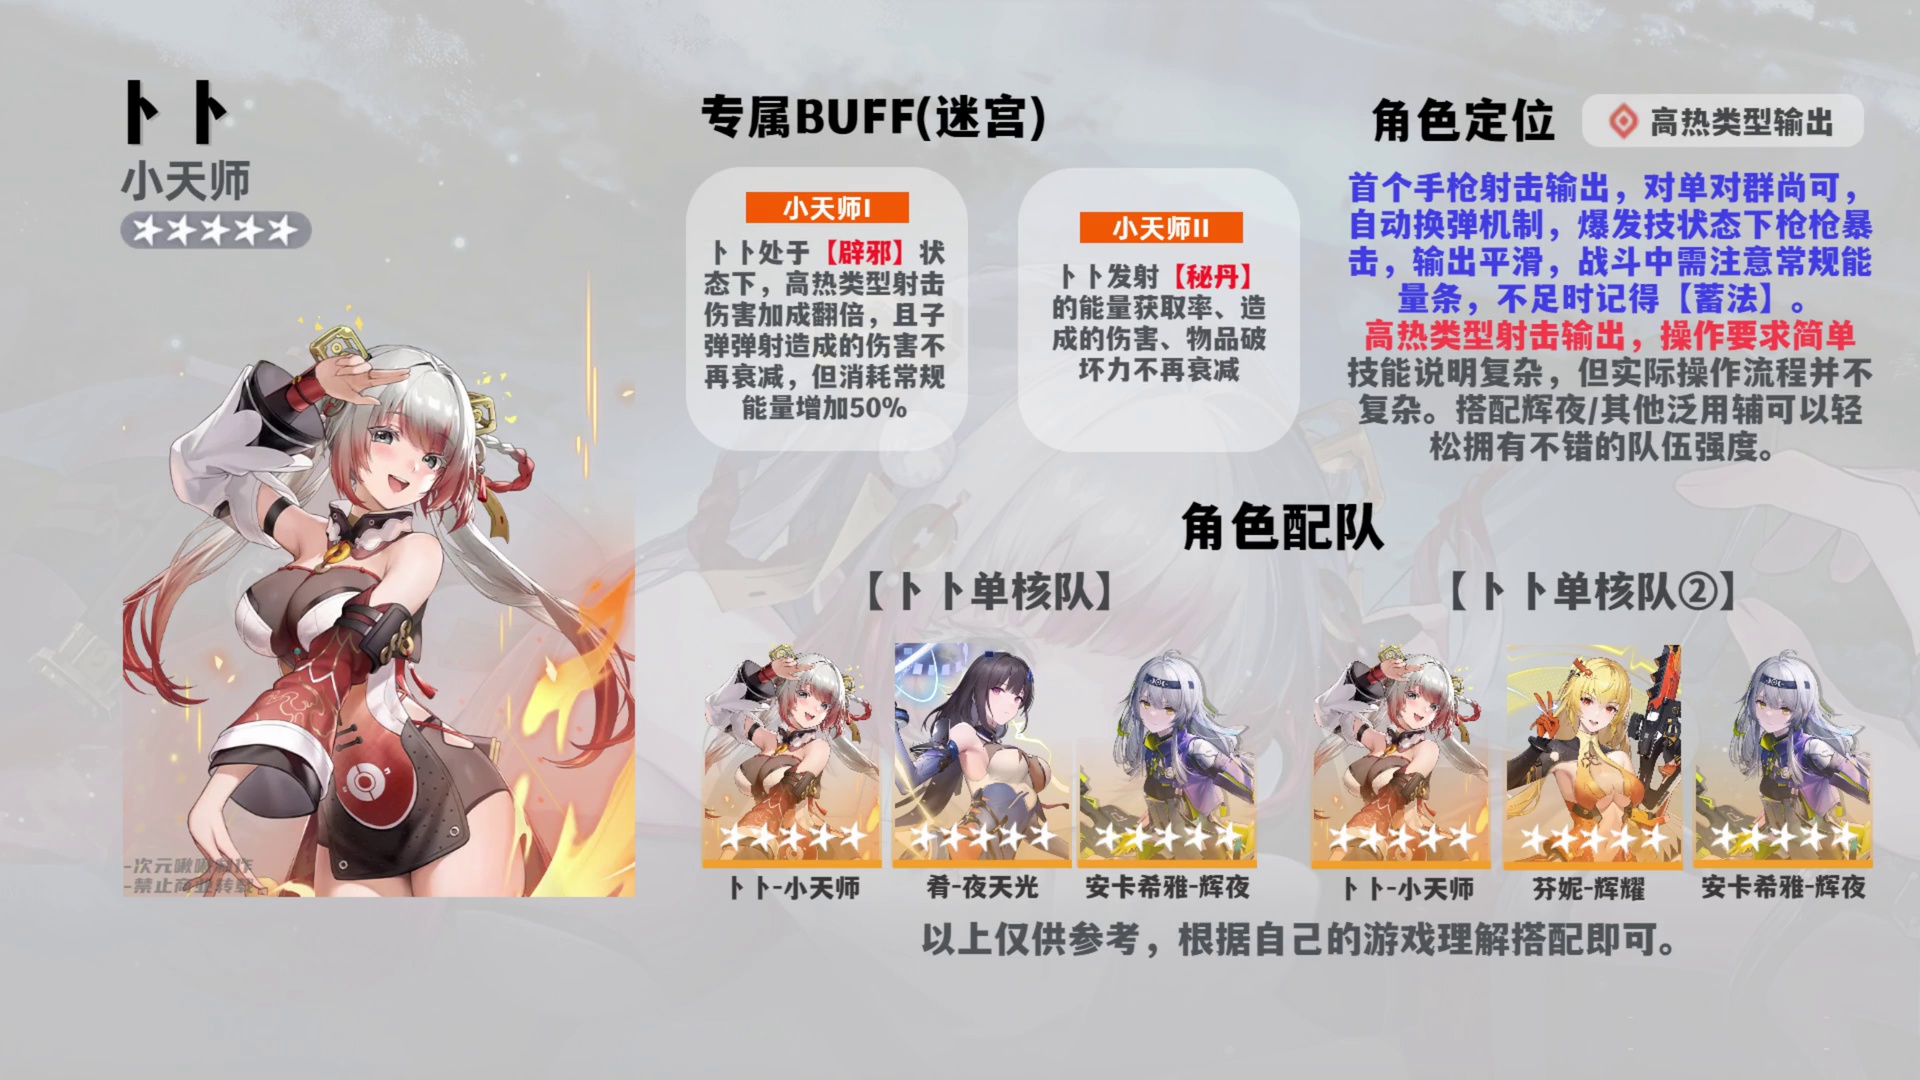 卜卜
小天师
专属BUFF(迷宫)
小天师I
卜卜处于【辟邪】状
态下，高热类型射击
伤害加成翻倍，且子
弹弹射造成的伤害不
再衰减，但消耗常规
能量增加50%
小天师II
卜卜发射【秘丹】
的能量获取率、造
成的伤害、物品破
坏力不再衰减
角色定位
高热类型输出
首个手枪射击输出，对单对群尚可，
自动换弹机制，爆发技状态下枪枪暴
击，输出平滑，战斗中需注意常规能
量条，不足时记得【蓄法】。
高热类型射击输出，操作要求简单
技能说明复杂，但实际操作流程并不
复杂。搭配辉夜/其他泛用辅可以轻
松拥有不错的队伍强度。
角色配队
【卜卜单核队】
卜卜-小天师
肴-夜天光
安卡希雅-辉夜
【卜卜单核队②】
卜卜-小天师
芬妮-辉耀
安卡希雅-辉夜
以上仅供参考，根据自己的游戏理解搭配即可。
-次元啾啾制作
-禁止商业转载